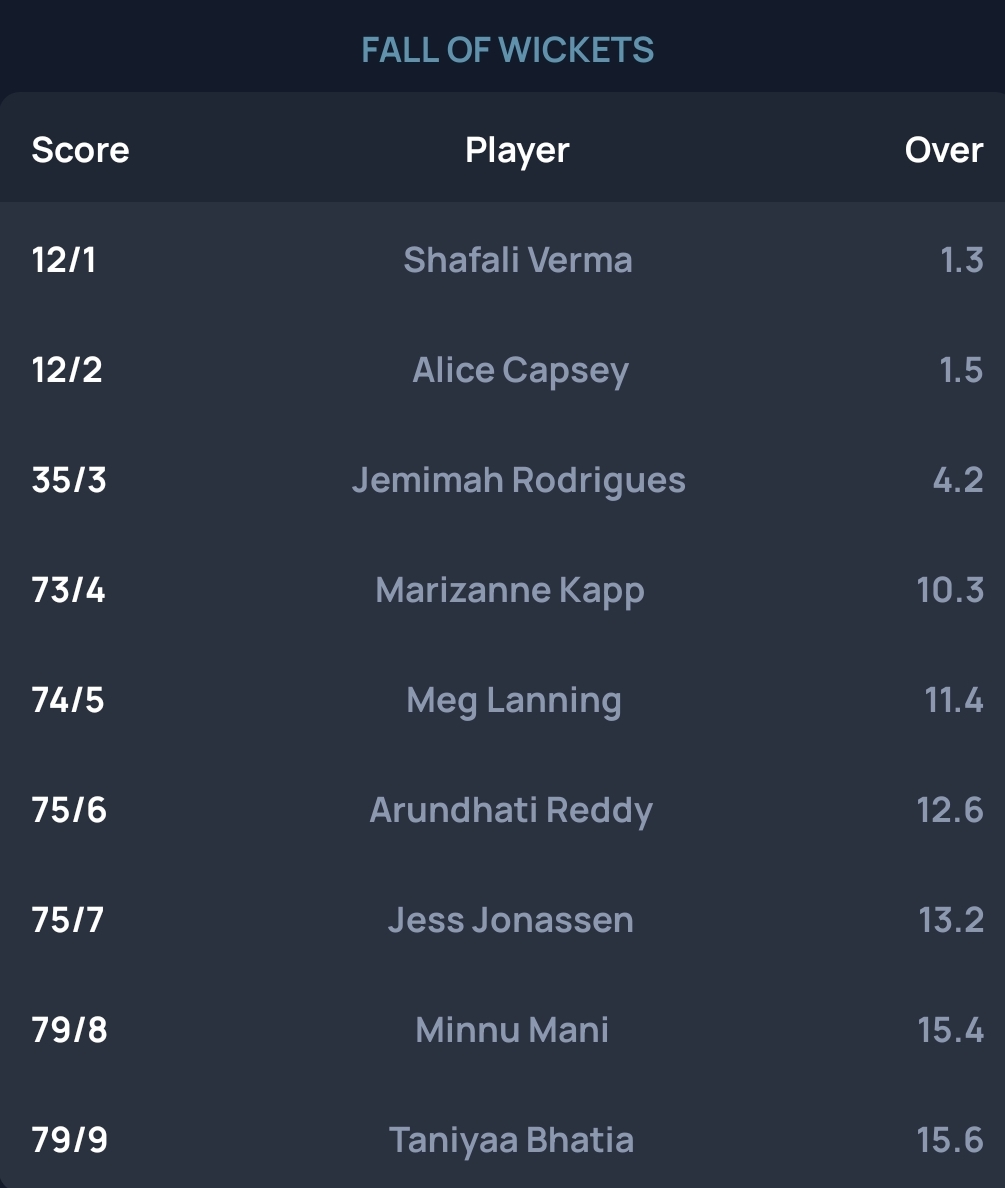 FALL OF WICKETS
Score Player Over
12/1 Shafali Verma 1.3
12/2 Alice Capsey 1.5
35/3 Jemimah Rodrigues 4.2
73/4 Marizanne Kapp 10.3
74/5 Meg Lanning 11.4
75/6 Arundhati Reddy 12.6
75/7 Jess Jonassen 13.2
79/8 Minnu Mani 15.4
79/9 Taniyaa Bhatia 15.6